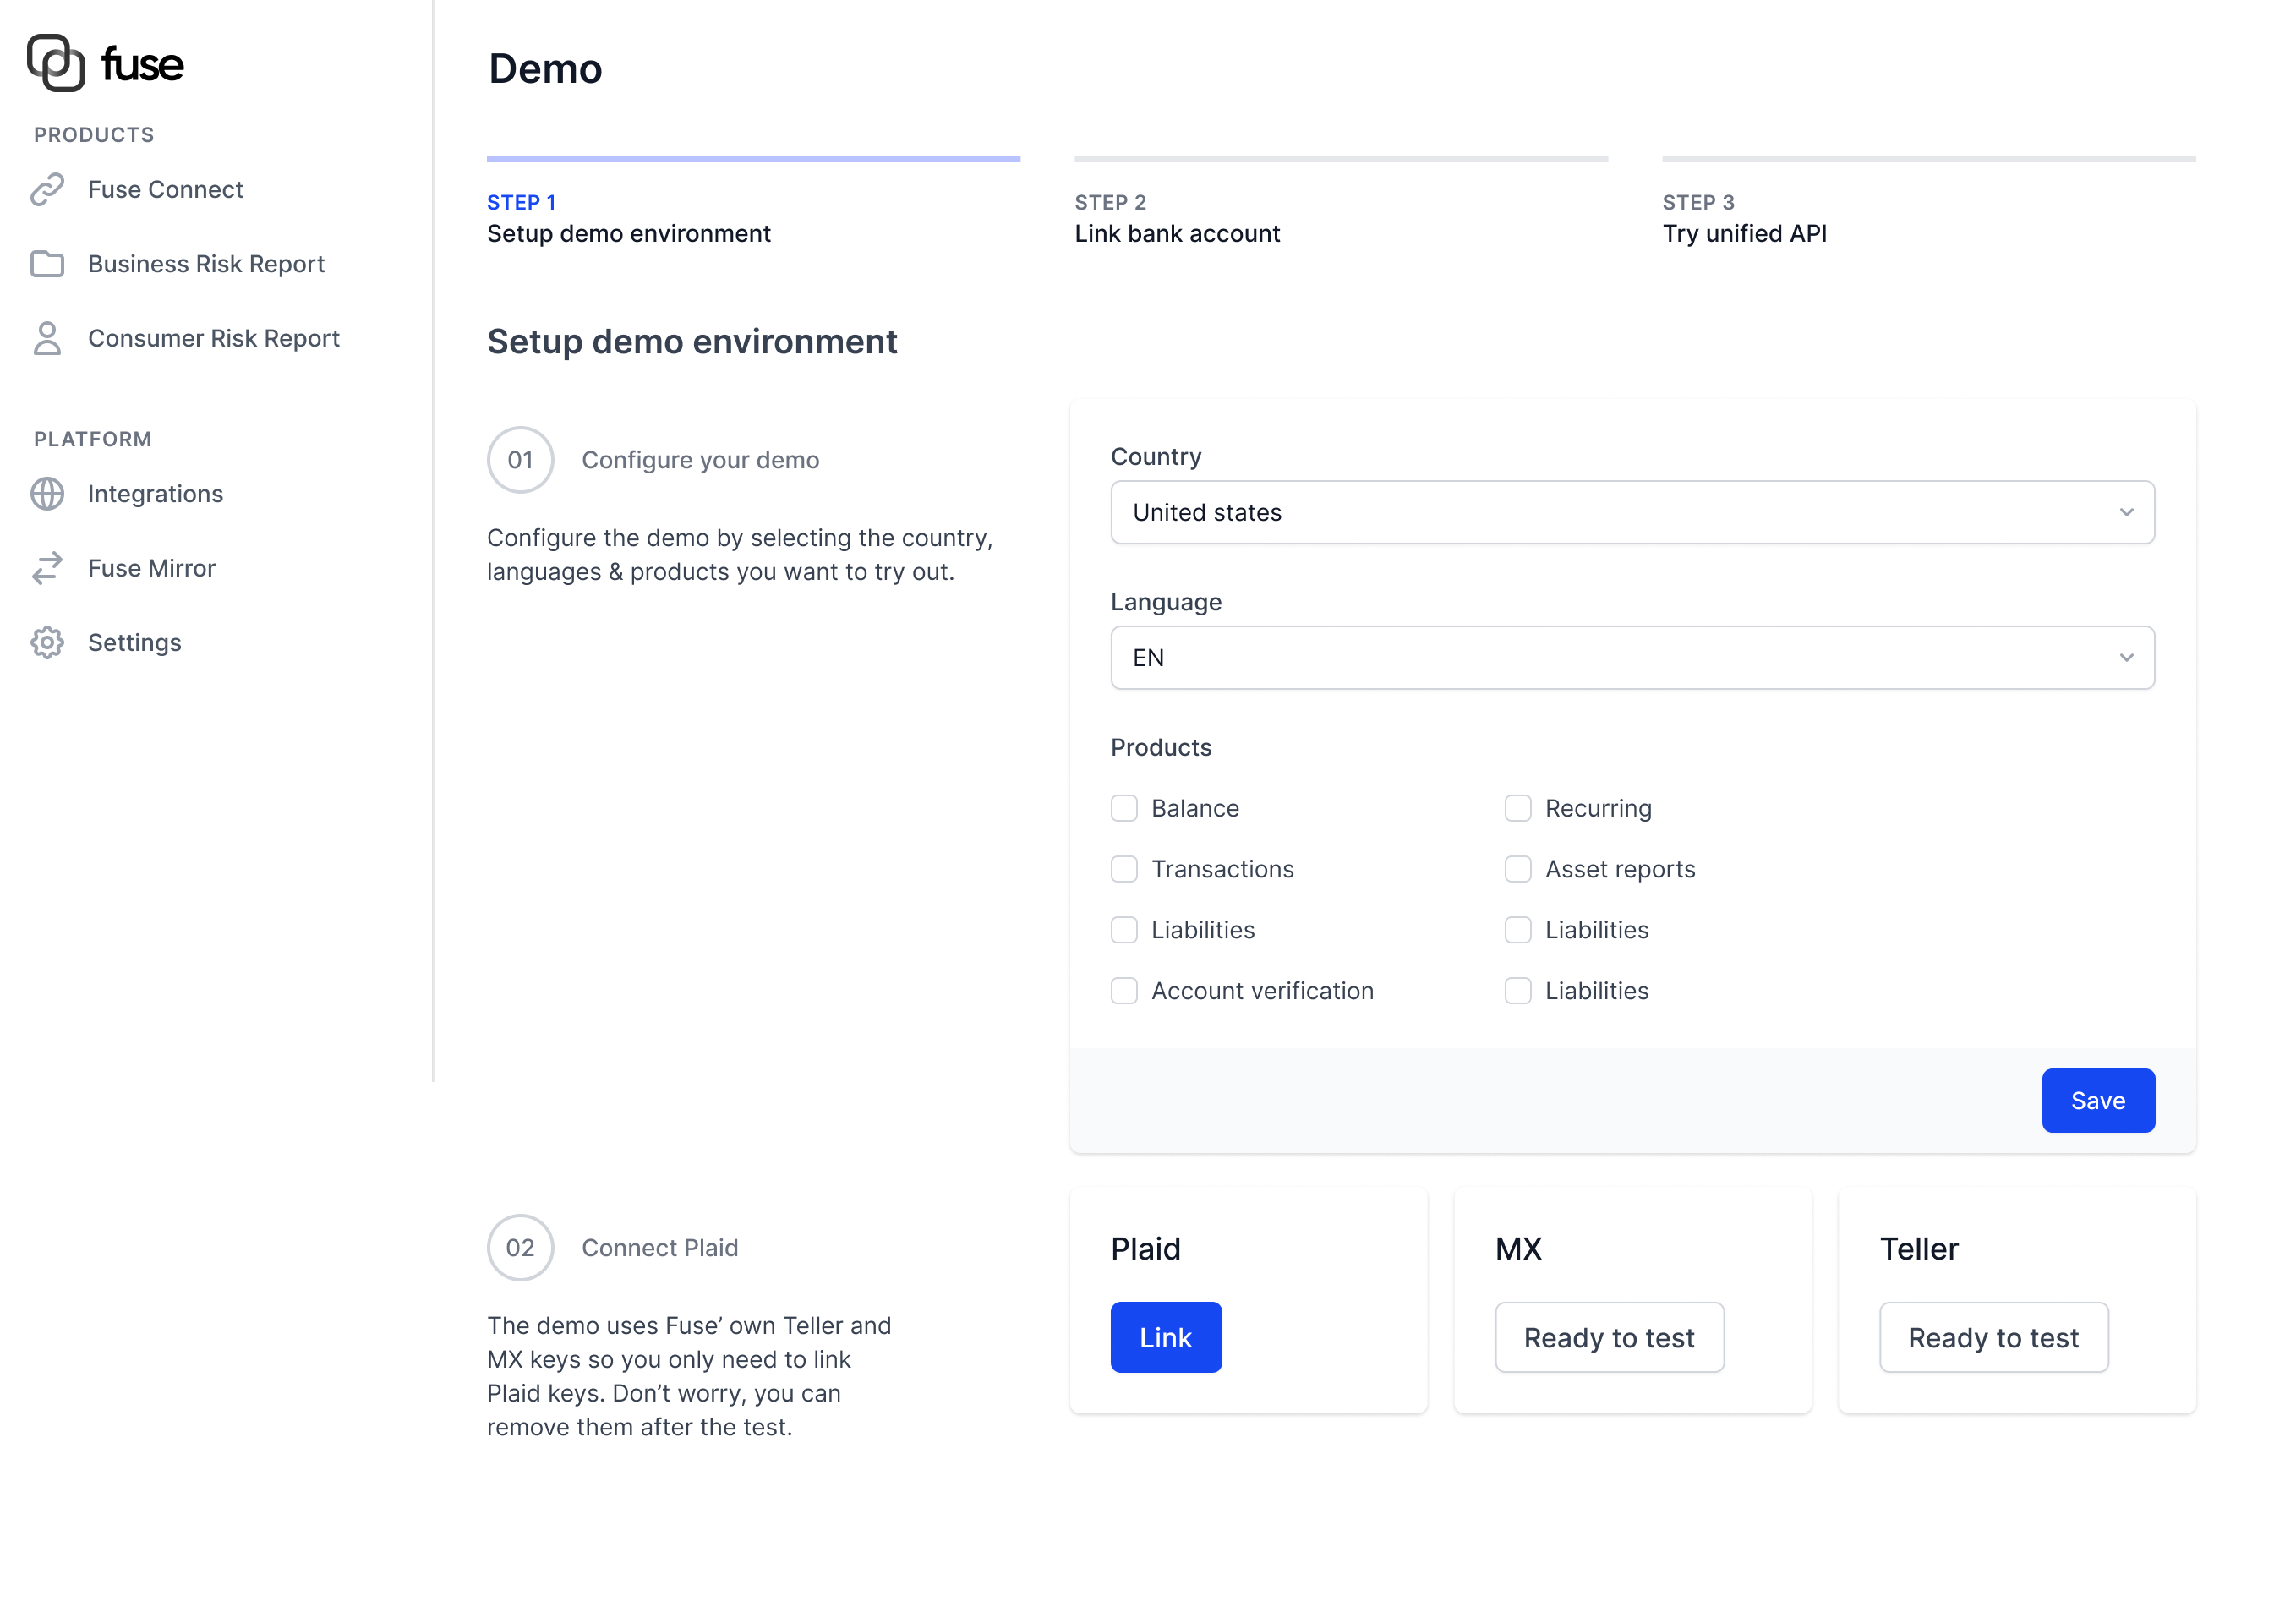 fuse
PRODUCTS
Fuse Connect
Business Risk Report
Consumer Risk Report
PLATFORM
Integrations
Fuse Mirror
Settings
Demo
STEP 1
Setup demo environment
STEP 2
Link bank account
STEP 3
Try unified API
Setup demo environment
01
Configure your demo
Configure the demo by selecting the country,
languages & products you want to try out.
Country
United states
Language
EN
Products
Balance
Recurring
Transactions
Asset reports
Liabilities
Liabilities
Account verification
Liabilities
Save
02
Connect Plaid
The demo uses Fuse’ own Teller and
MX keys so you only need to link
Plaid keys. Don’t worry, you can
remove them after the test.
Plaid
Link
MX
Ready to test
Teller
Ready to test